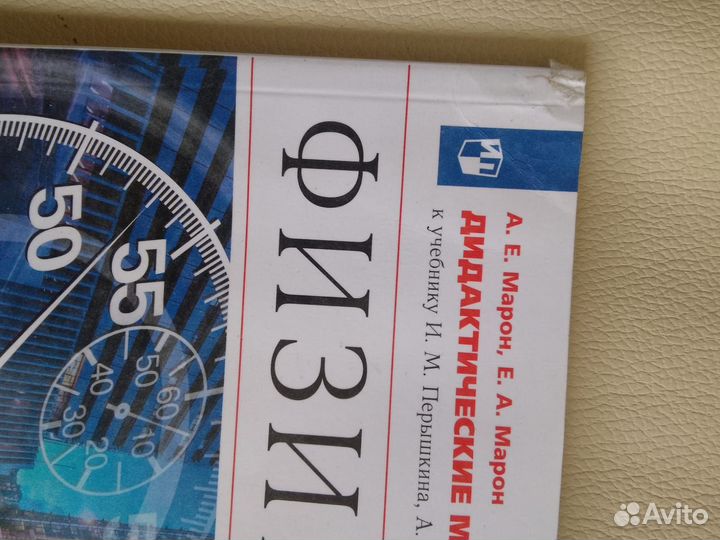 А. Е. Марон, Е. А. Марон
ДИДАКТИЧЕСКИЕ М
к учебнику И. М. Перышкина, А.
ФИЗИ
50
55
60
50
40
30
20
10
Avito